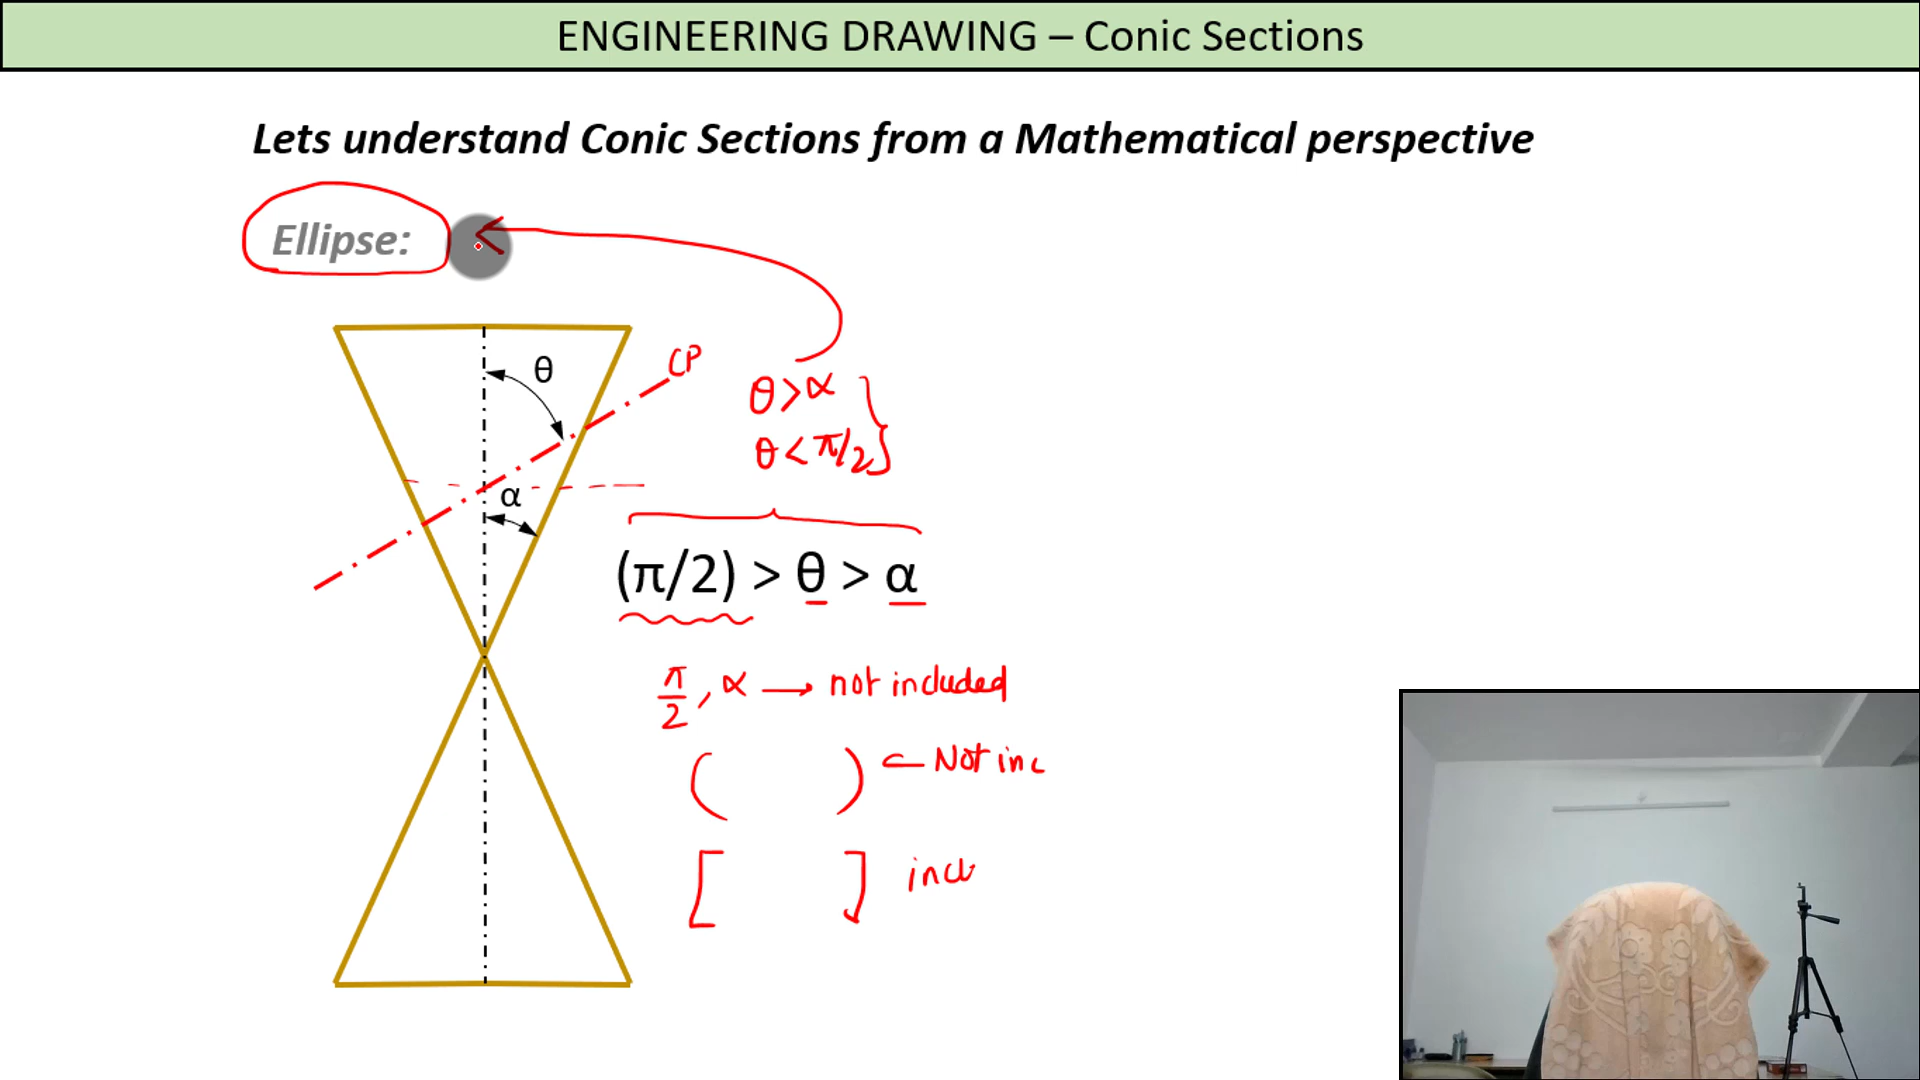 ENGINEERING DRAWING – Conic Sections
Lets understand Conic Sections from a Mathematical perspective
Ellipse:
θ
CP
θ>α
θ<π/2
α
(π/2) > θ > α
π/2, α → not included
( ) ← Not inc
[ ] inclu